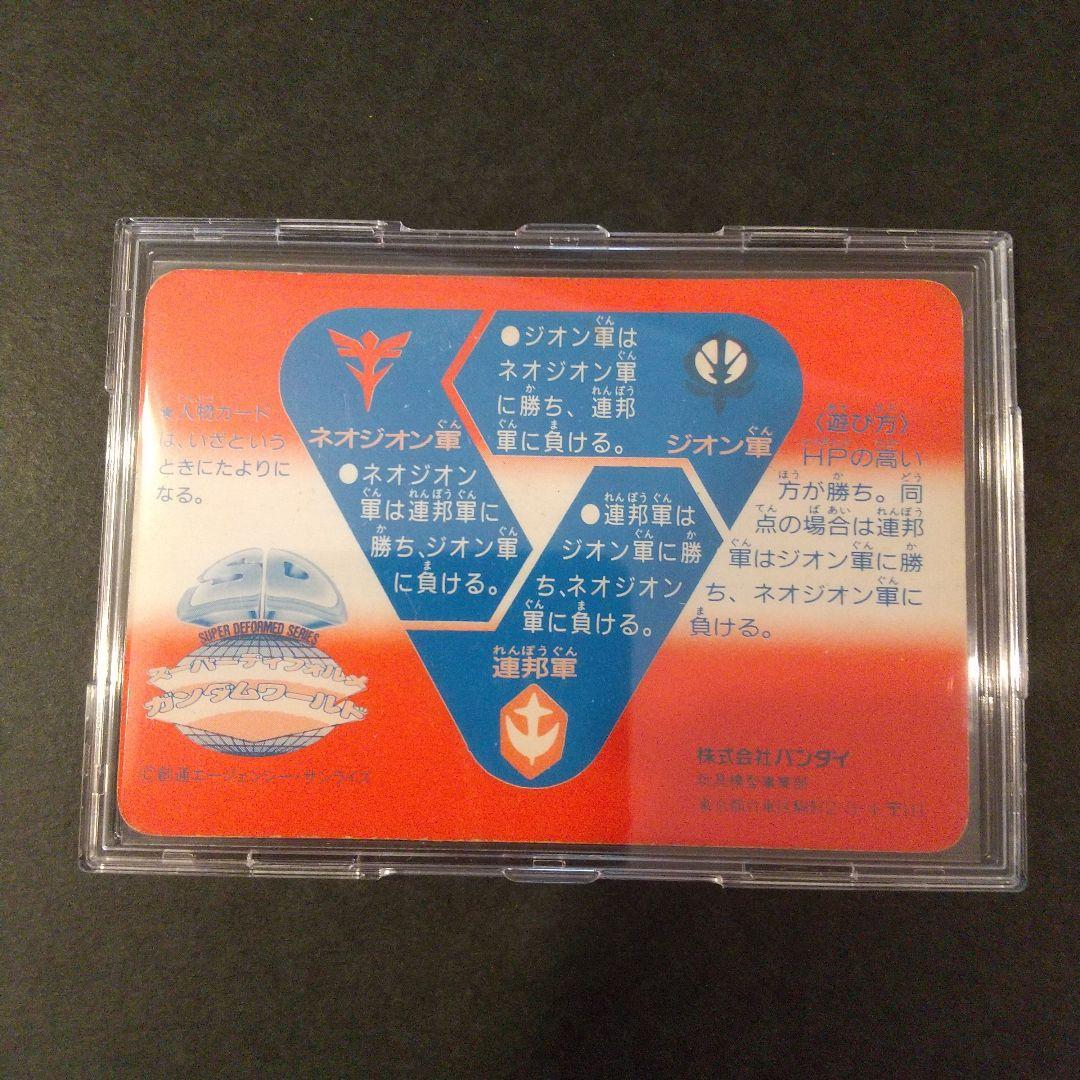 ●ジオン軍は
ネオジオン軍
に勝ち、連邦
軍に負ける。
ジオン軍
ネオジオン軍
●ネオジオン
軍は連邦軍に
勝ち、ジオン軍
に負ける。
●連邦軍は
ジオン軍に勝
ち、ネオジオン
軍に負ける。
連邦軍
★人物カード
は、いざという
ときにたよりに
なる。
〈遊び方〉
HPの高い
方が勝ち。同
点の場合は連邦
軍はジオン軍に勝
ち、ネオジオン軍に
負ける。
SUPER DEFORMED SERIES
スーパーディフォルメ
ガンダムワールド
©創通エージェンシー・サンライズ
株式会社バンダイ